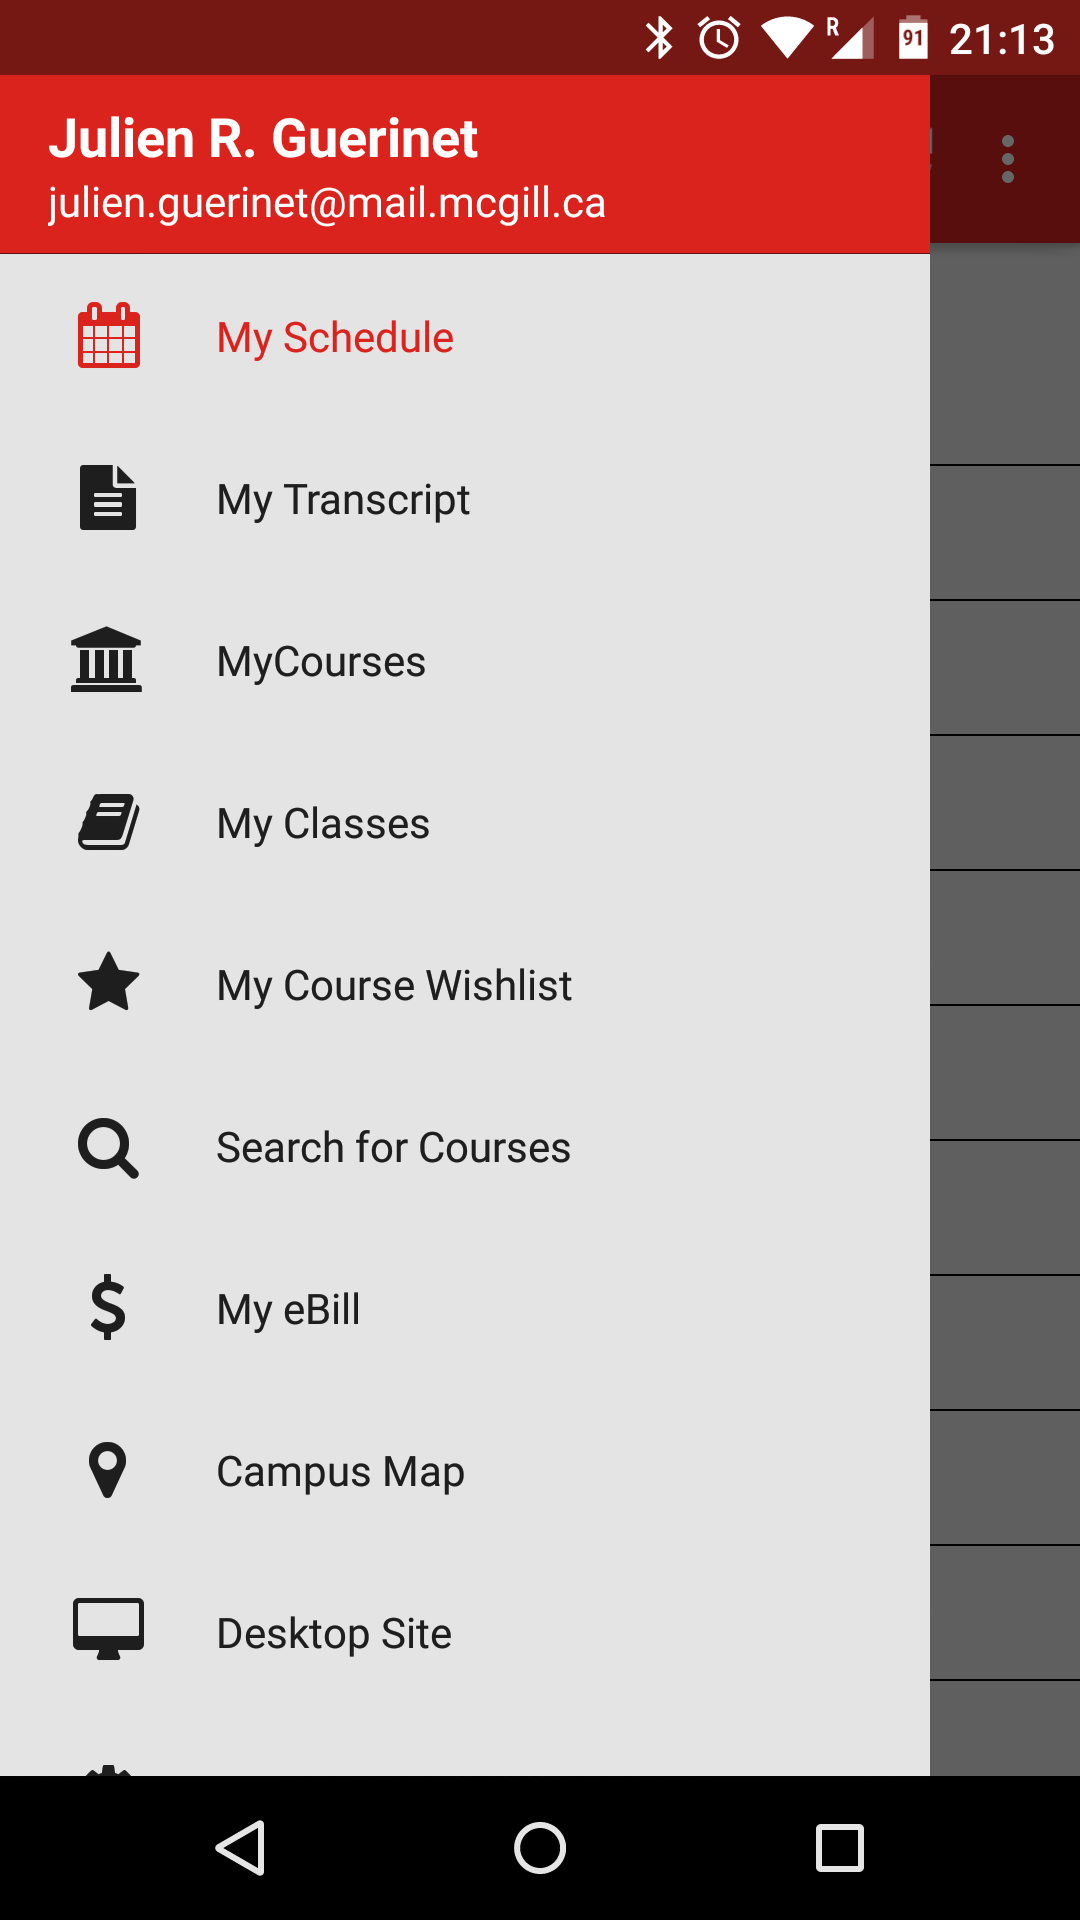 R 91 21:13
Julien R. Guerinet
julien.guerinet@mail.mcgill.ca
My Schedule
My Transcript
MyCourses
My Classes
My Course Wishlist
Search for Courses
My eBill
Campus Map
Desktop Site